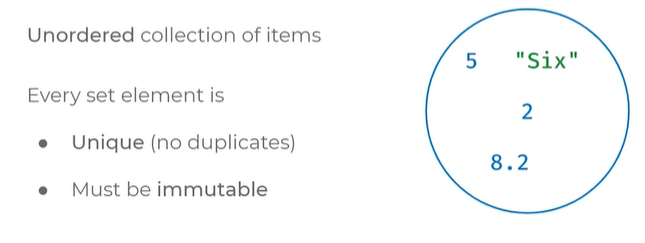 Unordered collection of items
Every set element is
● Unique (no duplicates)
● Must be immutable
5 "Six"
2
8.2